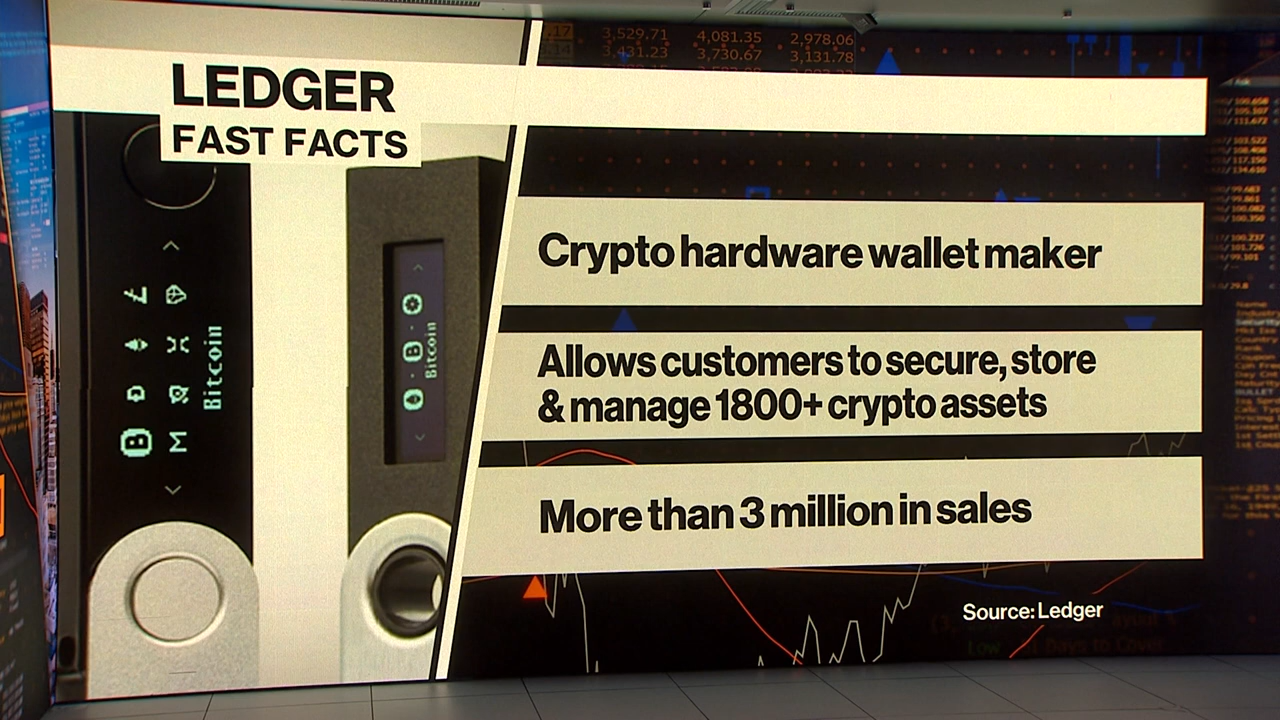 3,529.71 4,081.35 2,978.06
3,431.23 3,730.67 3,131.78
LEDGER
FAST FACTS
Crypto hardware wallet maker
Allows customers to secure, store
& manage 1800+ crypto assets
More than 3 million in sales
Source: Ledger
Bitcoin
Bitcoin